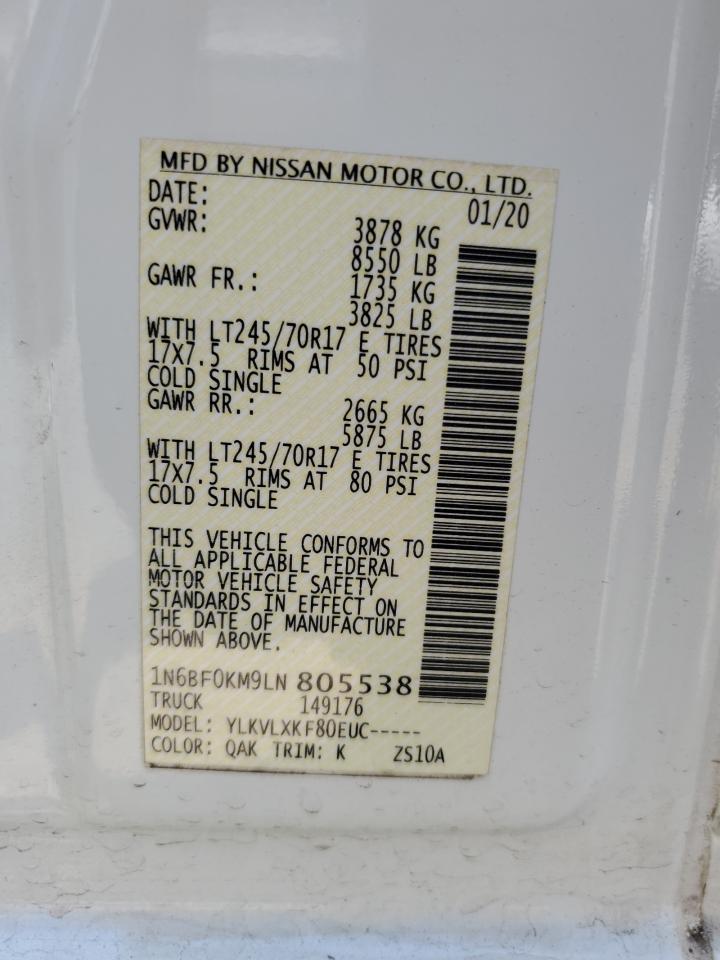 MFD BY NISSAN MOTOR CO., LTD.
DATE: 01/20
GVWR: 3878 KG
8550 LB
GAWR FR.: 1735 KG
3825 LB
WITH LT245/70R17 E TIRES
17X7.5 RIMS AT 50 PSI
COLD SINGLE
GAWR RR.: 2665 KG
5875 LB
WITH LT245/70R17 E TIRES
17X7.5 RIMS AT 80 PSI
COLD SINGLE
THIS VEHICLE CONFORMS TO
ALL APPLICABLE FEDERAL
MOTOR VEHICLE SAFETY
STANDARDS IN EFFECT ON
THE DATE OF MANUFACTURE
SHOWN ABOVE.
1N6BF0KM9LN 805538
TRUCK 149176
MODEL: YLKVLXKF80EUC-----
COLOR: QAK TRIM: K ZS10A